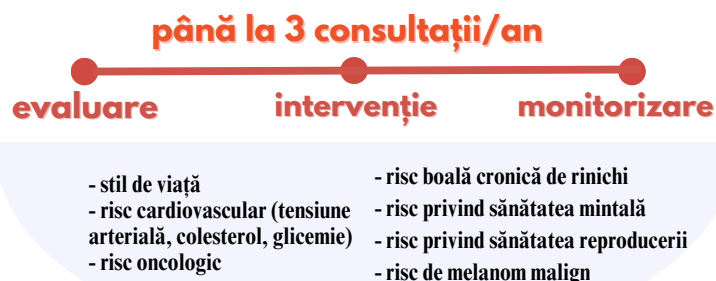 până la 3 consultații/an
evaluare
intervenție
monitorizare
- stil de viață
- risc cardiovascular (tensiune
arterială, colesterol, glicemie)
- risc oncologic
- risc boală cronică de rinichi
- risc privind sănătatea mintală
- risc privind sănătatea reproducerii
- risc de melanom malign